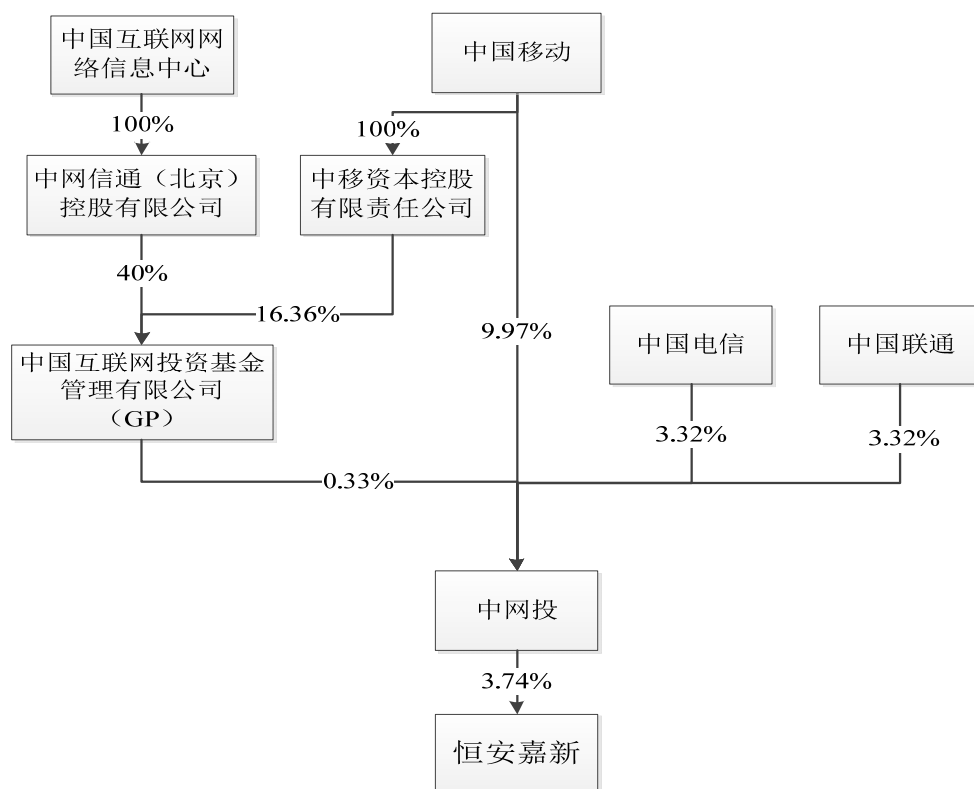 中国互联网网
络信息中心
中国移动
100%
100%
中网信通（北京）
控股有限公司
中移资本控股
有限责任公司
40%
16.36%
9.97%
中国电信
中国联通
中国互联网投资基金
管理有限公司
（GP）
3.32%
3.32%
0.33%
中网投
3.74%
恒安嘉新